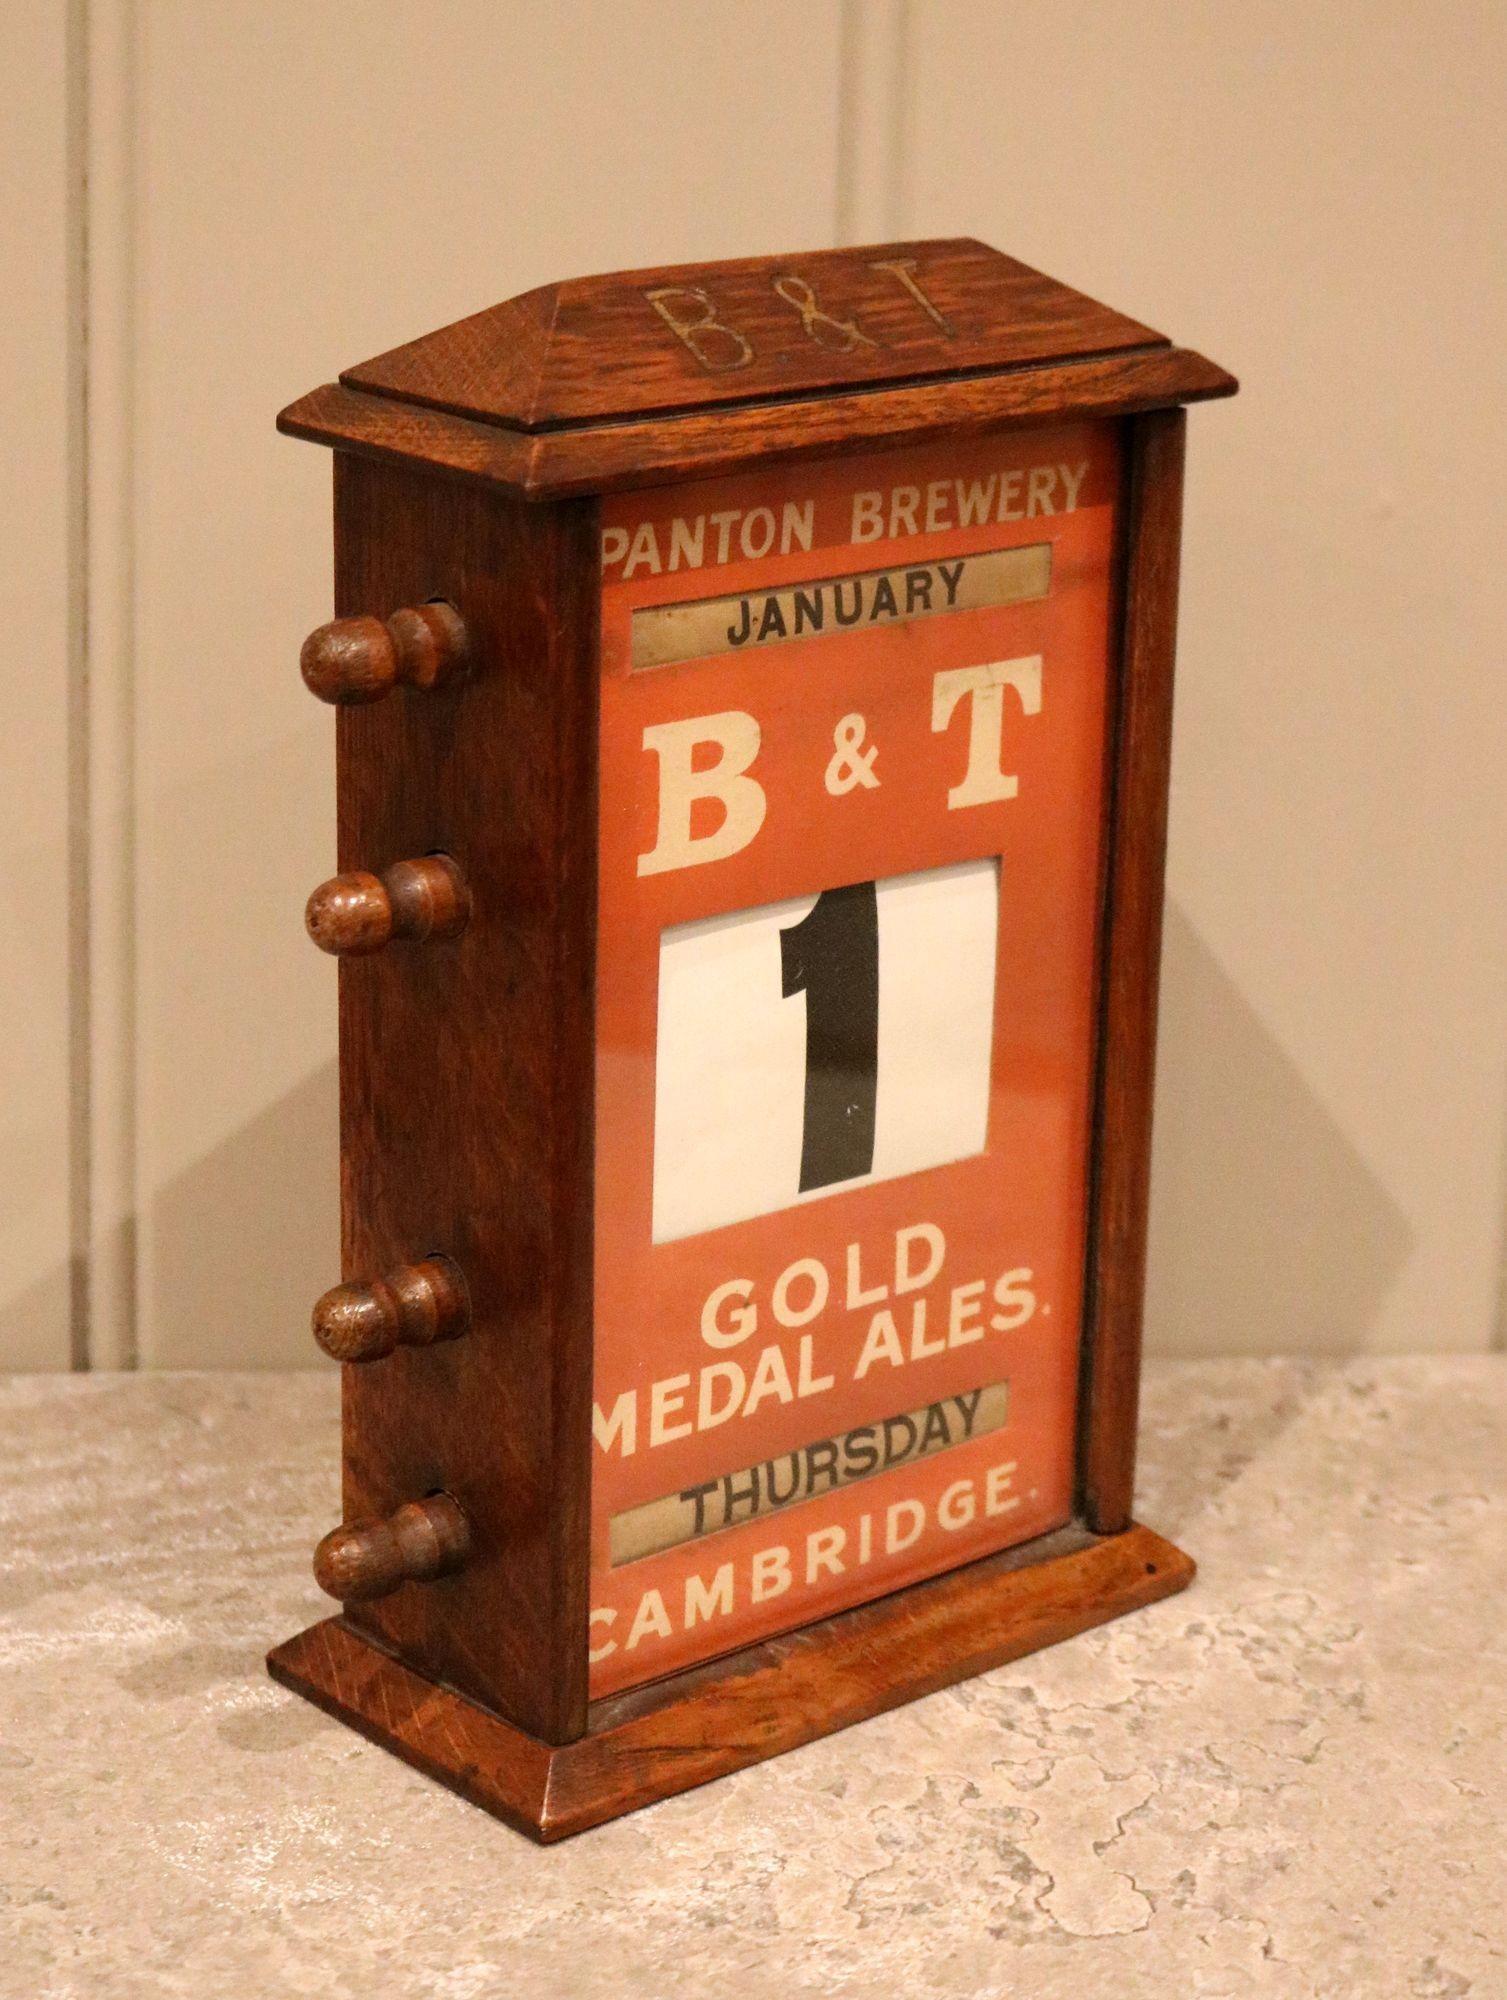 B. & T.
PANTON BREWERY
JANUARY
B & T
1
GOLD
MEDAL ALES.
THURSDAY
CAMBRIDGE.